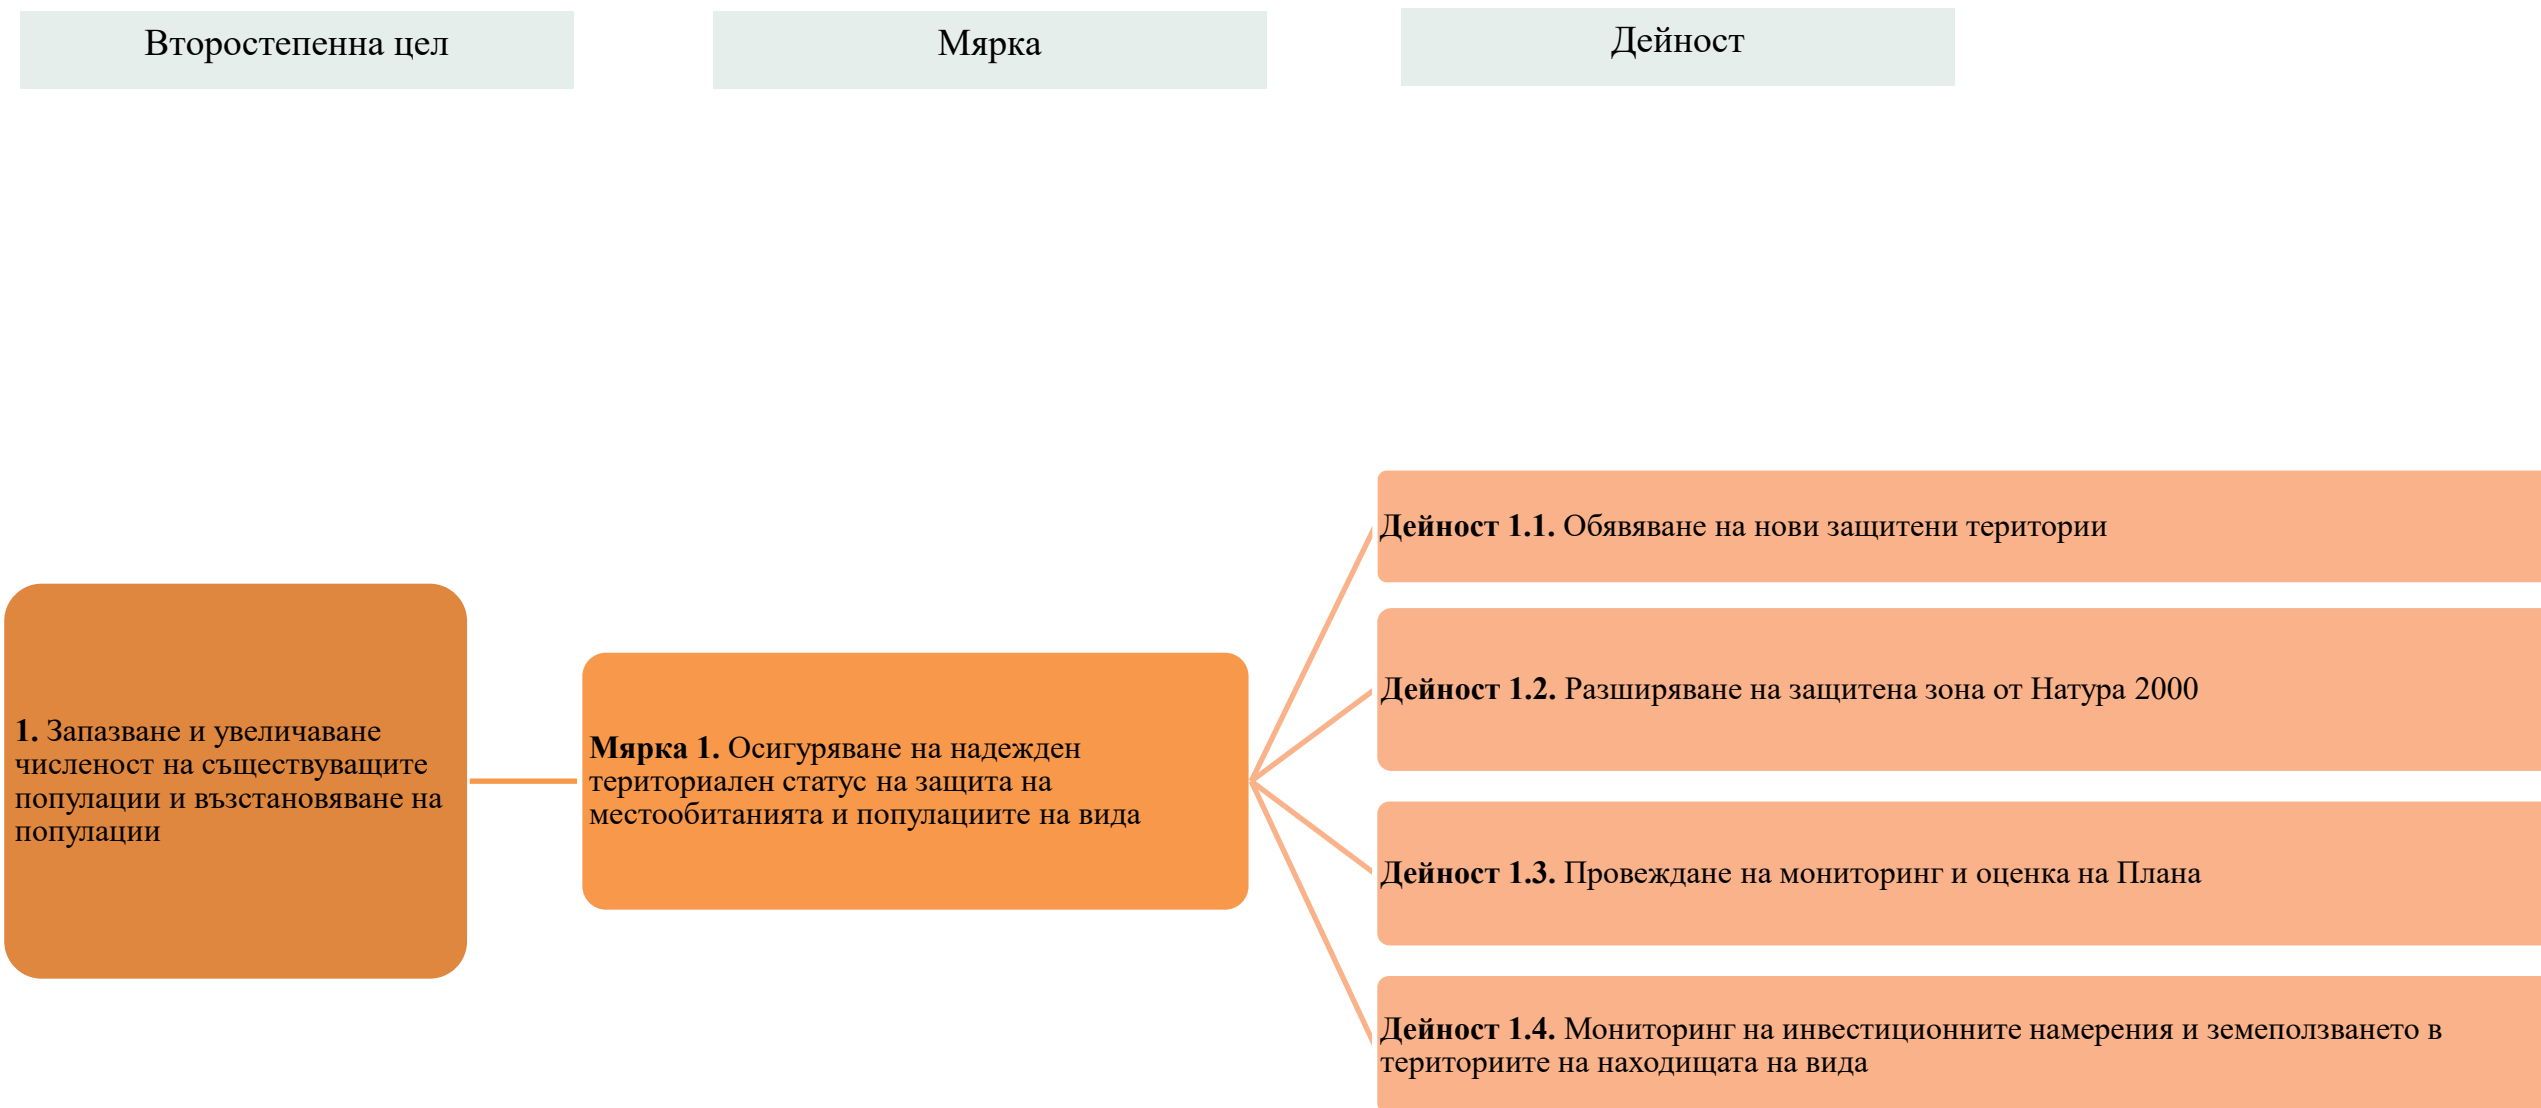 Второстепенна цел
Мярка
Дейност
1. Запазване и увеличаване
численост на съществуващите
популации и възстановяване на
популации
Мярка 1. Осигуряване на надежден
териториален статус на защита на
местообитанията и популациите на вида
Дейност 1.1. Обявяване на нови защитени територии
Дейност 1.2. Разширяване на защитена зона от Натура 2000
Дейност 1.3. Провеждане на мониторинг и оценка на Плана
Дейност 1.4. Мониторинг на инвестиционните намерения и земеползването в
териториите на находищата на вида